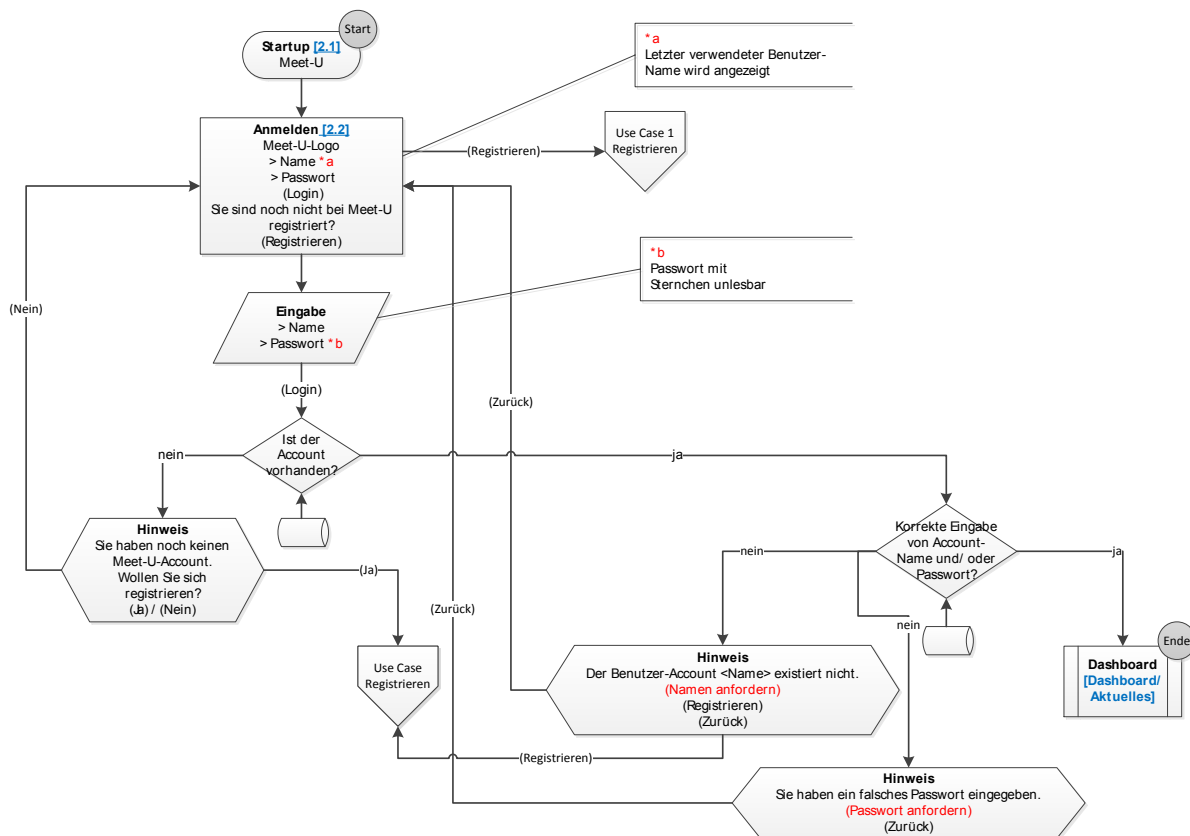 Start
Startup [2.1]
Meet-U
*a
Letzter verwendeter Benutzer-
Name wird angezeigt
Anmelden [2.2]
Meet-U-Logo
> Name *a
> Passwort
(Login)
Sie sind noch nicht bei Meet-U
registriert?
(Registrieren)
(Registrieren)
Use Case 1
Registrieren
*b
Passwort mit
Sternchen unlesbar
(Nein)
Eingabe
> Name
> Passwort *b
(Login)
(Zurück)
Ist der
Account
vorhanden?
nein
ja
Hinweis
Sie haben noch keinen
Meet-U-Account.
Wollen Sie sich
registrieren?
(Ja) / (Nein)
(Ja)
Korrekte Eingabe
von Account-
Name und/ oder
Passwort?
nein
ja
(Zurück)
nein
Use Case
Registrieren
Hinweis
Der Benutzer-Account <Name> existiert nicht.
(Namen anfordern)
(Registrieren)
(Zurück)
Ende
Dashboard
[Dashboard/
Aktuelles]
(Registrieren)
Hinweis
Sie haben ein falsches Passwort eingegeben.
(Passwort anfordern)
(Zurück)